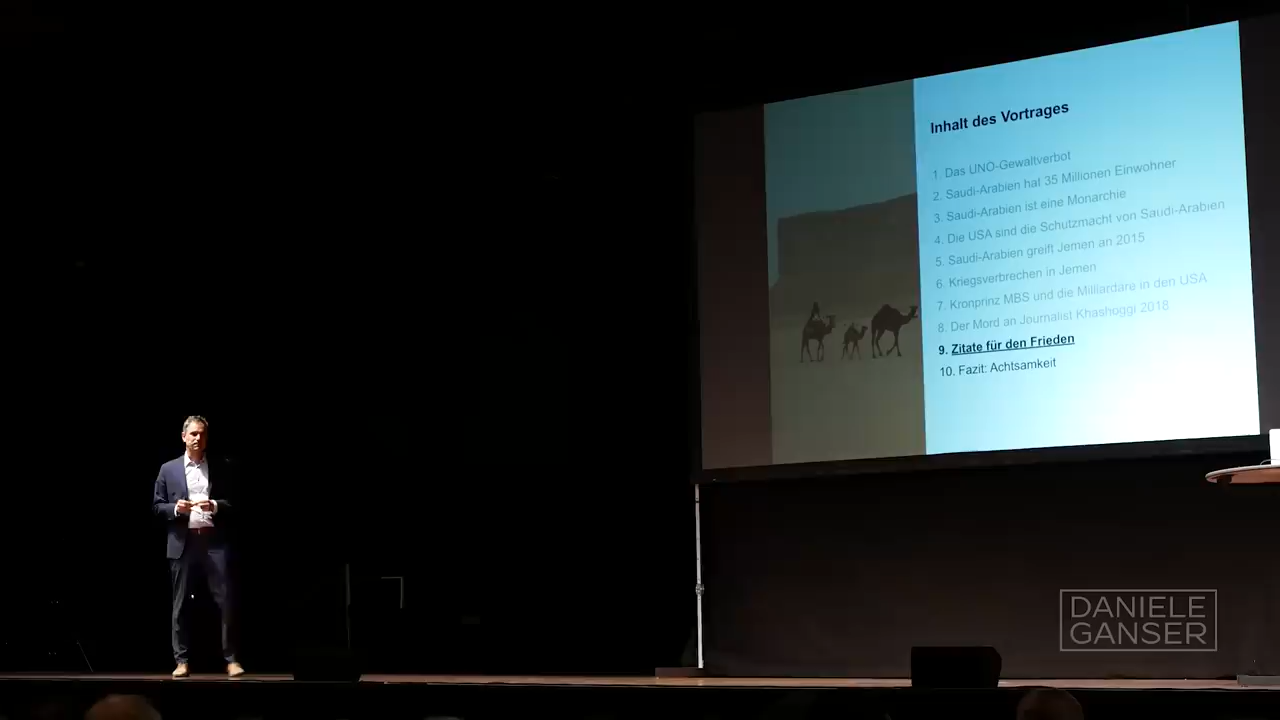 Inhalt des Vortrages
1. Das UNO-Gewaltverbot
2. Saudi-Arabien hat 35 Millionen Einwohner
3. Saudi-Arabien ist eine Monarchie
4. Die USA sind die Schutzmacht von Saudi-Arabien
5. Saudi-Arabien greift Jemen an 2015
6. Kriegsverbrechen in Jemen
7. Kronprinz MBS und die Milliardäre in den USA
8. Der Mord an Journalist Khashoggi 2018
9. Zitate für den Frieden
10. Fazit: Achtsamkeit
DANIELE
GANSER